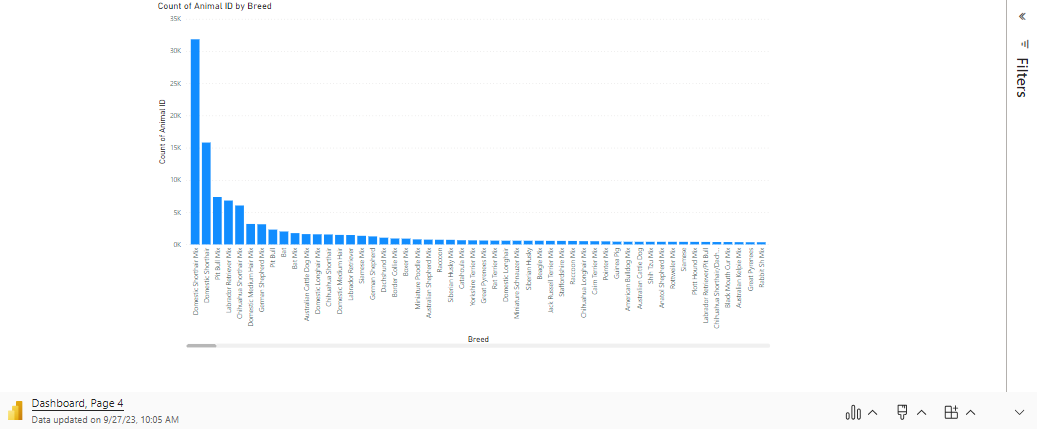 Count of Animal ID by Breed
35K
30K
25K
20K
15K
10K
5K
0K
Count of Animal ID
Domestic Shorthair Mix
Domestic Shorthair
Pit Bull Mix
Labrador Retriever Mix
Chihuahua Shorthair Mix
Domestic Medium Hair Mix
German Shepherd Mix
Pit Bull
Bat
Bat Mix
Australian Cattle Dog Mix
Domestic Longhair Mix
Chihuahua Shorthair
Domestic Medium Hair
Labrador Retriever
Siamese Mix
German Shepherd
Dachshund Mix
Border Collie Mix
Boxer Mix
Miniature Poodle Mix
Australian Shepherd Mix
Raccoon
Siberian Husky Mix
Catahoula Mix
Yorkshire Terrier Mix
Great Pyrenees Mix
Rat Terrier Mix
Domestic Longhair
Miniature Schnauzer Mix
Siberian Husky
Beagle Mix
Jack Russell Terrier Mix
Staffordshire Mix
Raccoon Mix
Chihuahua Longhair Mix
Cairn Terrier Mix
Pointer Mix
Guinea Pig
American Bulldog Mix
Australian Cattle Dog
Shih Tzu Mix
Anatol Shepherd Mix
Rottweiler Mix
Siamese
Plott Hound Mix
Labrador Retriever/Pit Bull
Chihuahua Shorthair/Dach...
Black Mouth Cur Mix
Australian Kelpie Mix
Great Pyrenees
Rabbit Sh Mix
Breed
Filters
Dashboard, Page 4
Data updated on 9/27/23, 10:05 AM